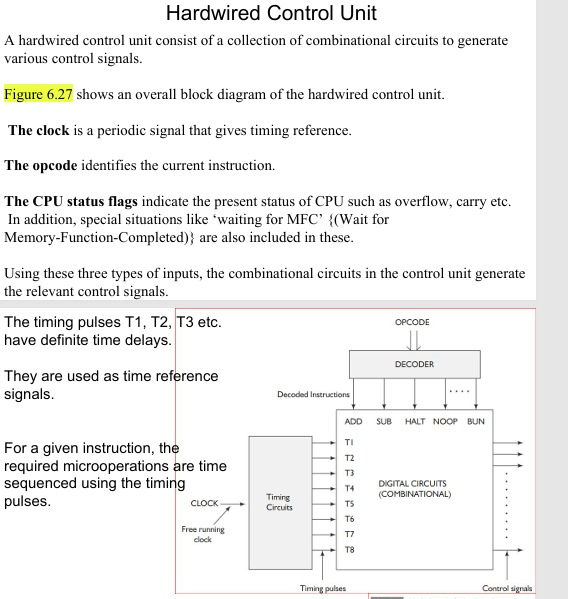 Hardwired Control Unit
A hardwired control unit consist of a collection of combinational circuits to generate
various control signals.
Figure 6.27 shows an overall block diagram of the hardwired control unit.
The clock is a periodic signal that gives timing reference.
The opcode identifies the current instruction.
The CPU status flags indicate the present status of CPU such as overflow, carry etc.
In addition, special situations like ‘waiting for MFC’ {(Wait for
Memory-Function-Completed)} are also included in these.
Using these three types of inputs, the combinational circuits in the control unit generate
the relevant control signals.
The timing pulses T1, T2, T3 etc.
have definite time delays.
They are used as time reference
signals.
For a given instruction, the
required microoperations are time
sequenced using the timing
pulses.
OPCODE
DECODER
Decoded Instructions
ADD SUB HALT NOOP BUN
T1
T2
T3
T4
T5
T6
T7
T8
DIGITAL CIRCUITS
(COMBINATIONAL)
Timing
Circuits
CLOCK
Free running
clock
Timing pulses
Control signals